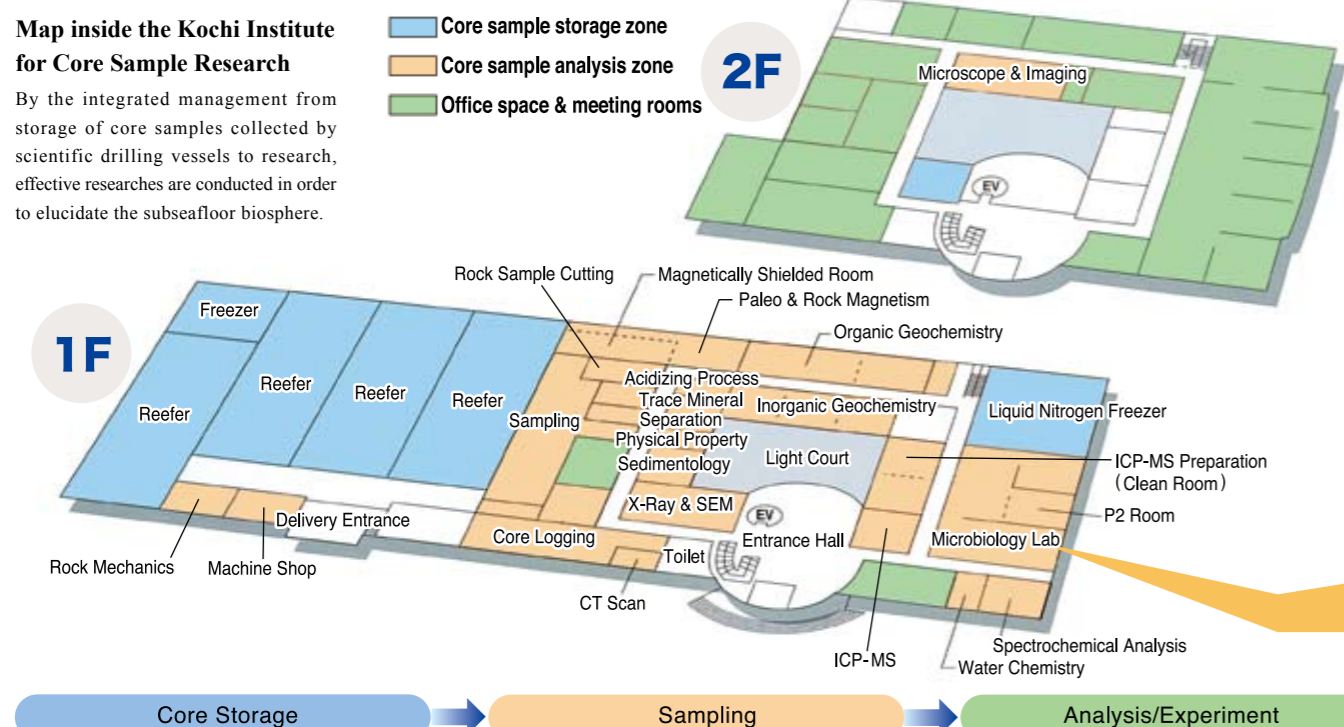 Map inside the Kochi Institute
for Core Sample Research
By the integrated management from
storage of core samples collected by
scientific drilling vessels to research,
effective researches are conducted in order
to elucidate the subseafloor biosphere.
Core sample storage zone
Core sample analysis zone
Office space & meeting rooms
2F
Microscope & Imaging
EV
1F
Rock Sample Cutting
Magnetically Shielded Room
Paleo & Rock Magnetism
Organic Geochemistry
Freezer
Reefer
Reefer
Reefer
Reefer
Sampling
Acidizing Process
Trace Mineral
Separation
Physical Property
Sedimentology
X-Ray & SEM
Inorganic Geochemistry
Light Court
Liquid Nitrogen Freezer
ICP-MS Preparation
(Clean Room)
P2 Room
Microbiology Lab
EV
Entrance Hall
Delivery Entrance
Core Logging
Toilet
Rock Mechanics
Machine Shop
CT Scan
ICP-MS
Spectrochemical Analysis
Water Chemistry
Core Storage
Sampling
Analysis/Experiment